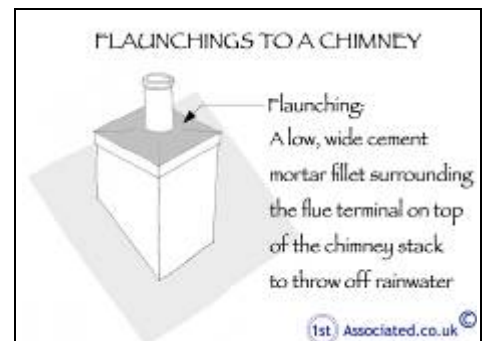 FLAUNCHINGS TO A CHIMNEY
Flaunching:
A low, wide cement
mortar fillet surrounding
the flue terminal on top
of the chimney stack
to throw off rainwater
1st Associated.co.uk ©